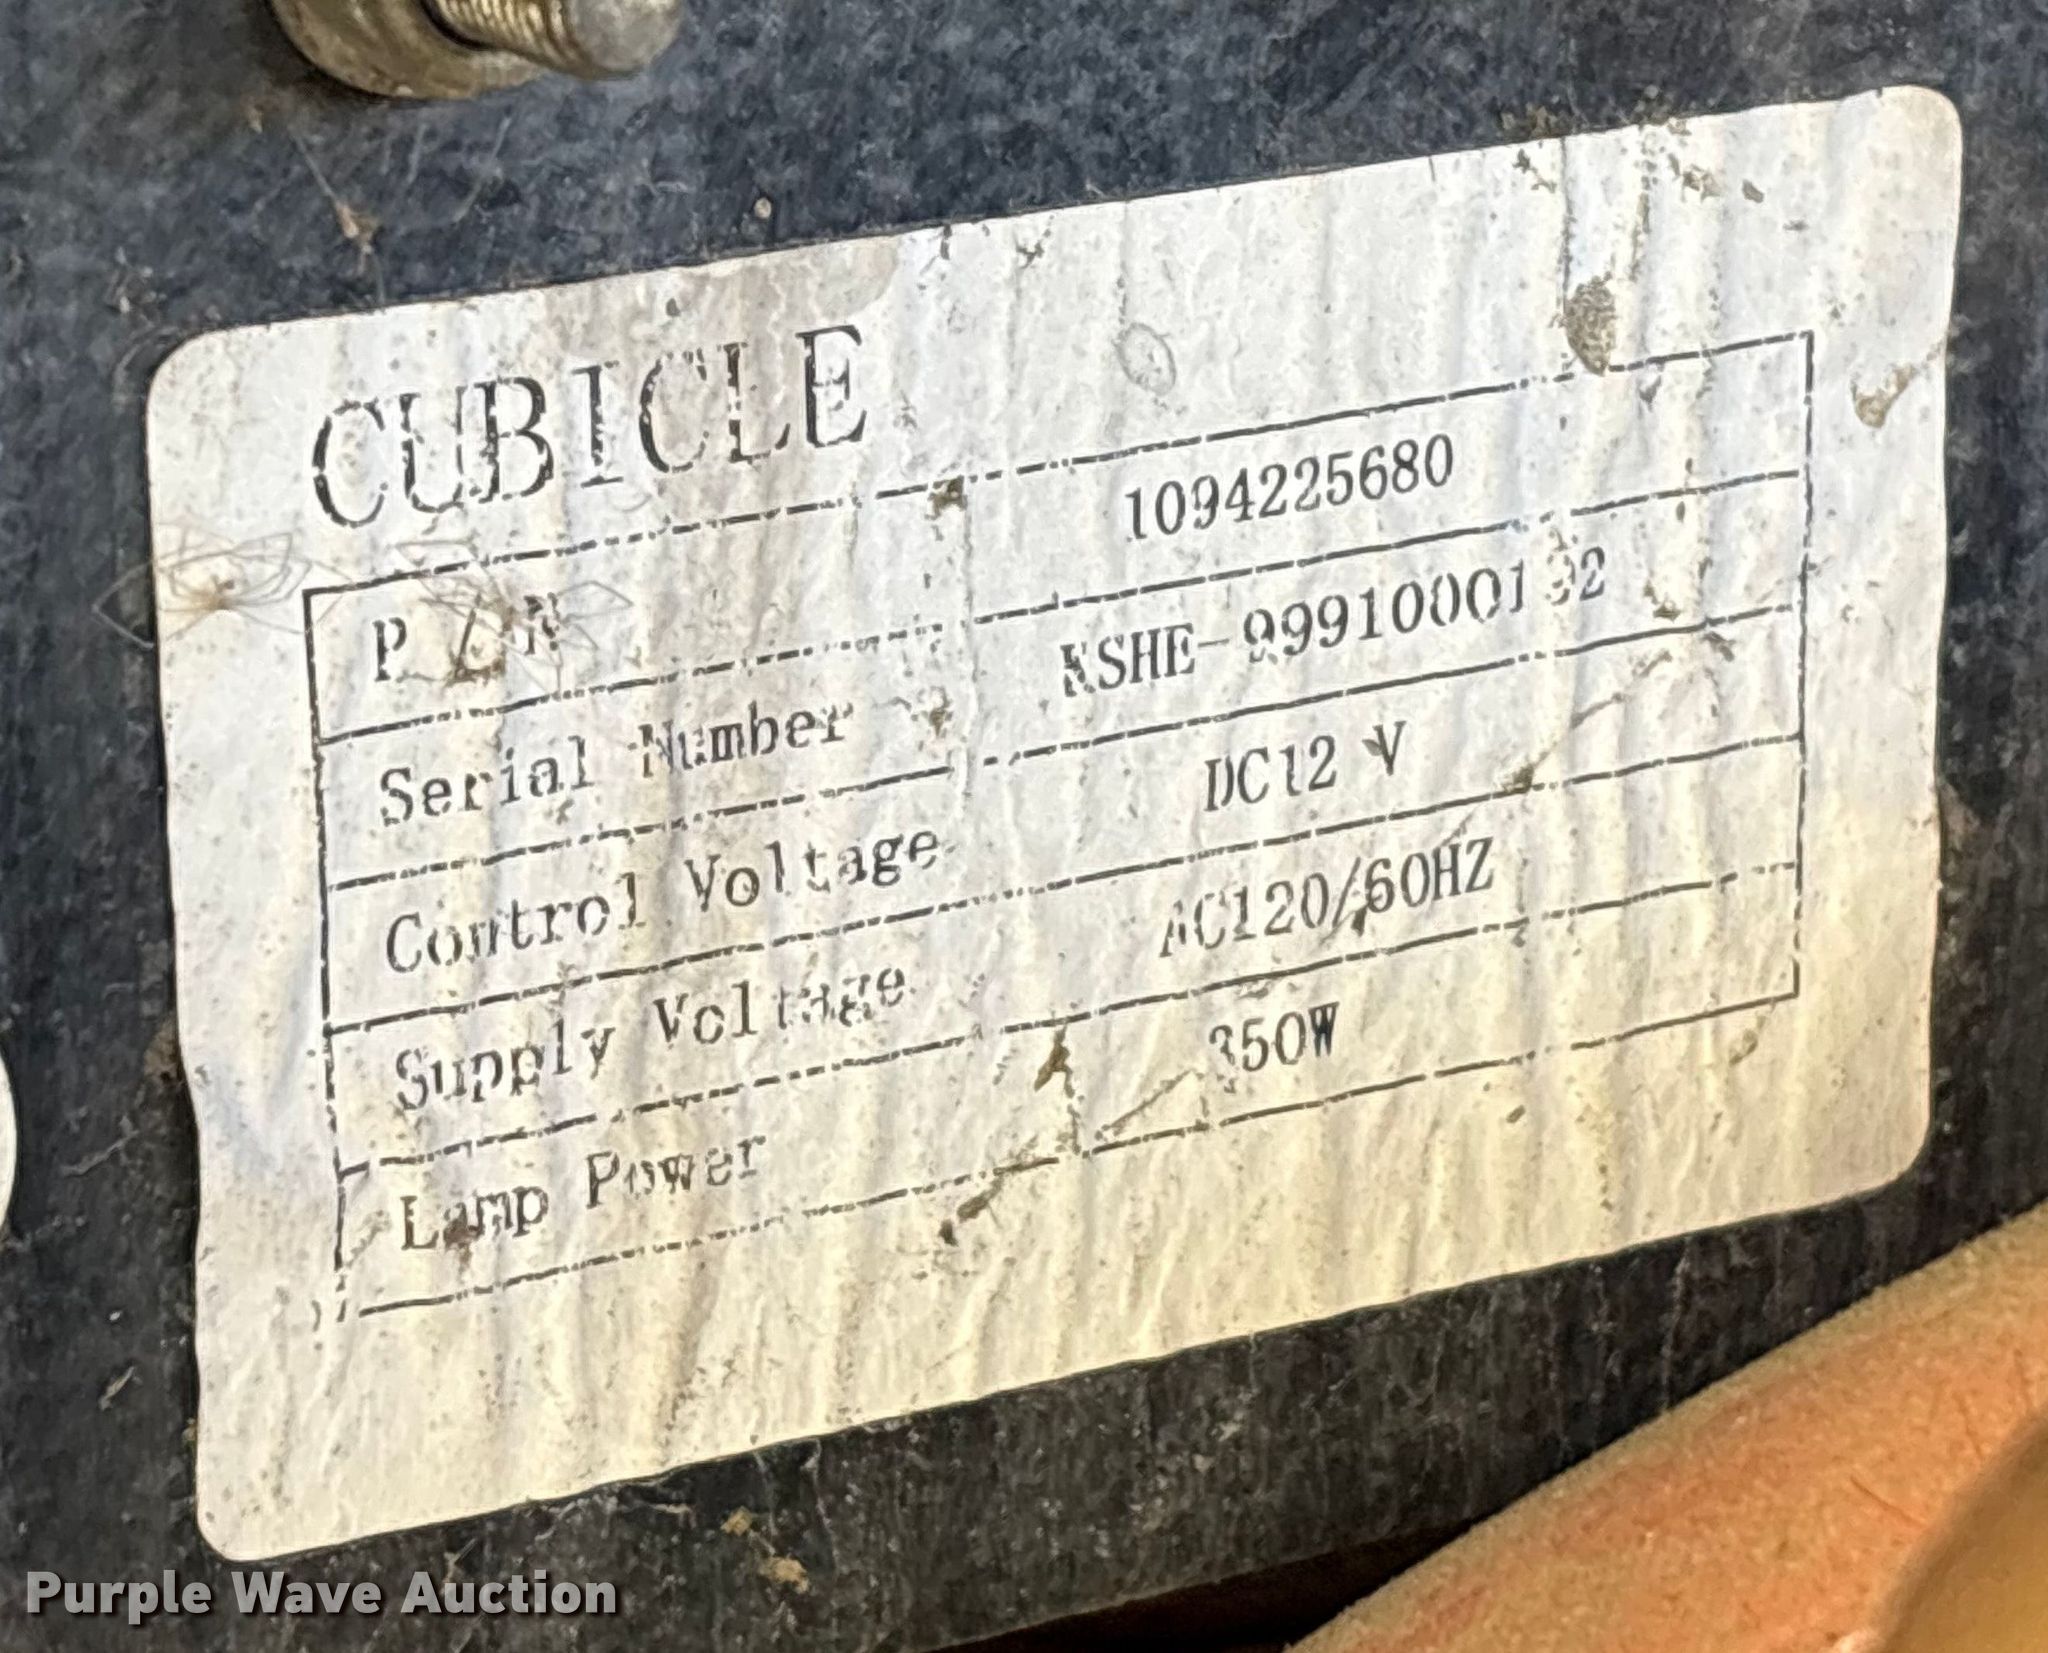 CUBICLE
P / N 1094225680
Serial Number
Control Voltage DC12 V
Supply Voltage AC120/60HZ
Lamp Power 350W
Purple Wave Auction